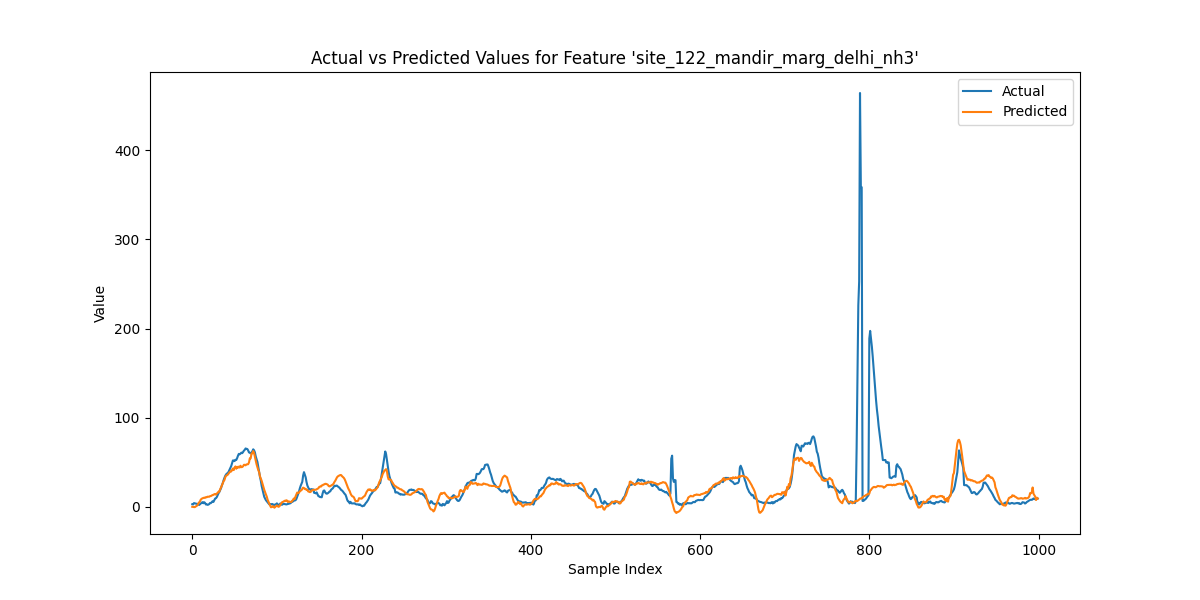 Actual vs Predicted Values for Feature 'site_122_mandir_marg_delhi_nh3'
Actual
Predicted
400
300
200
100
0
Value
0 200 400 600 800 1000
Sample Index